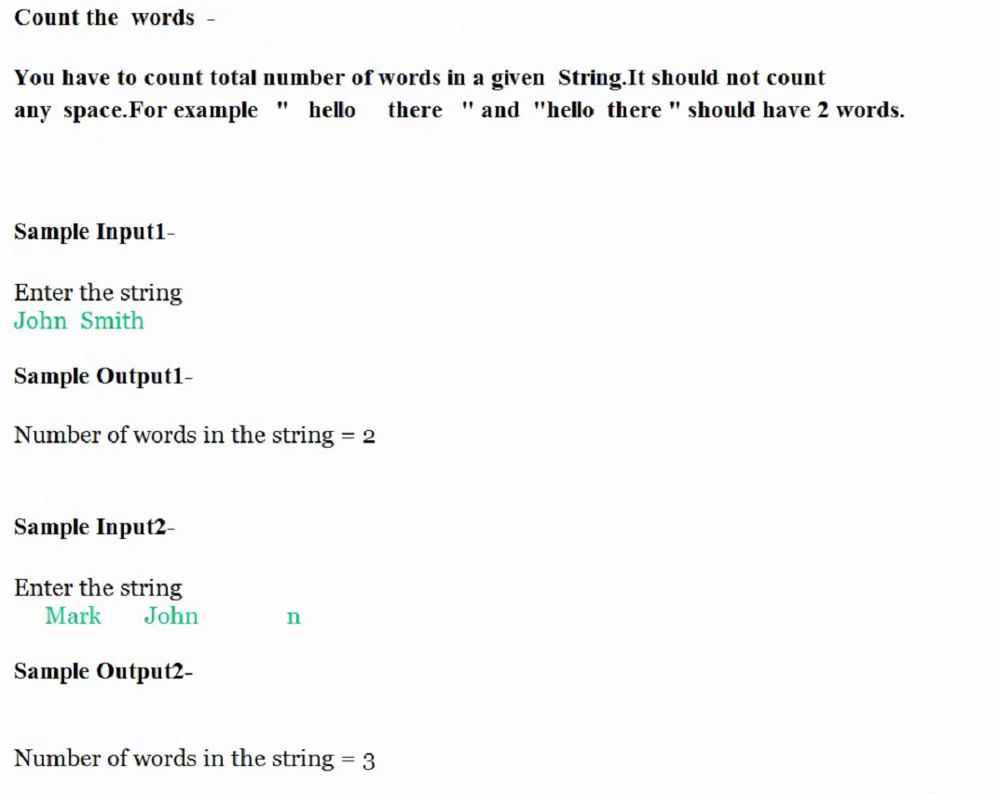 Count the  words  -
You have to count total number of words in a given  String.It should not count
any  space.For example   "   hello     there   " and  "hello  there " should have 2 words.
Sample Input1-
Enter the string
John  Smith
Sample Output1-
Number of words in the string = 2
Sample Input2-
Enter the string
Mark     John          n
Sample Output2-
Number of words in the string = 3